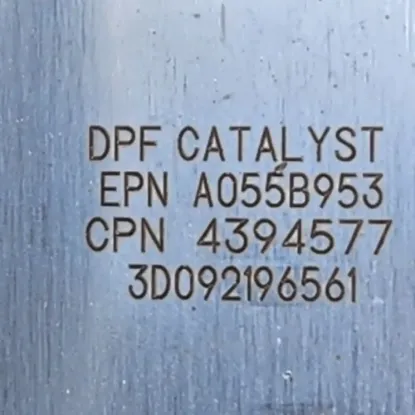 DPF CATALYST
EPN A055B953
CPN 4394577
3D092196561